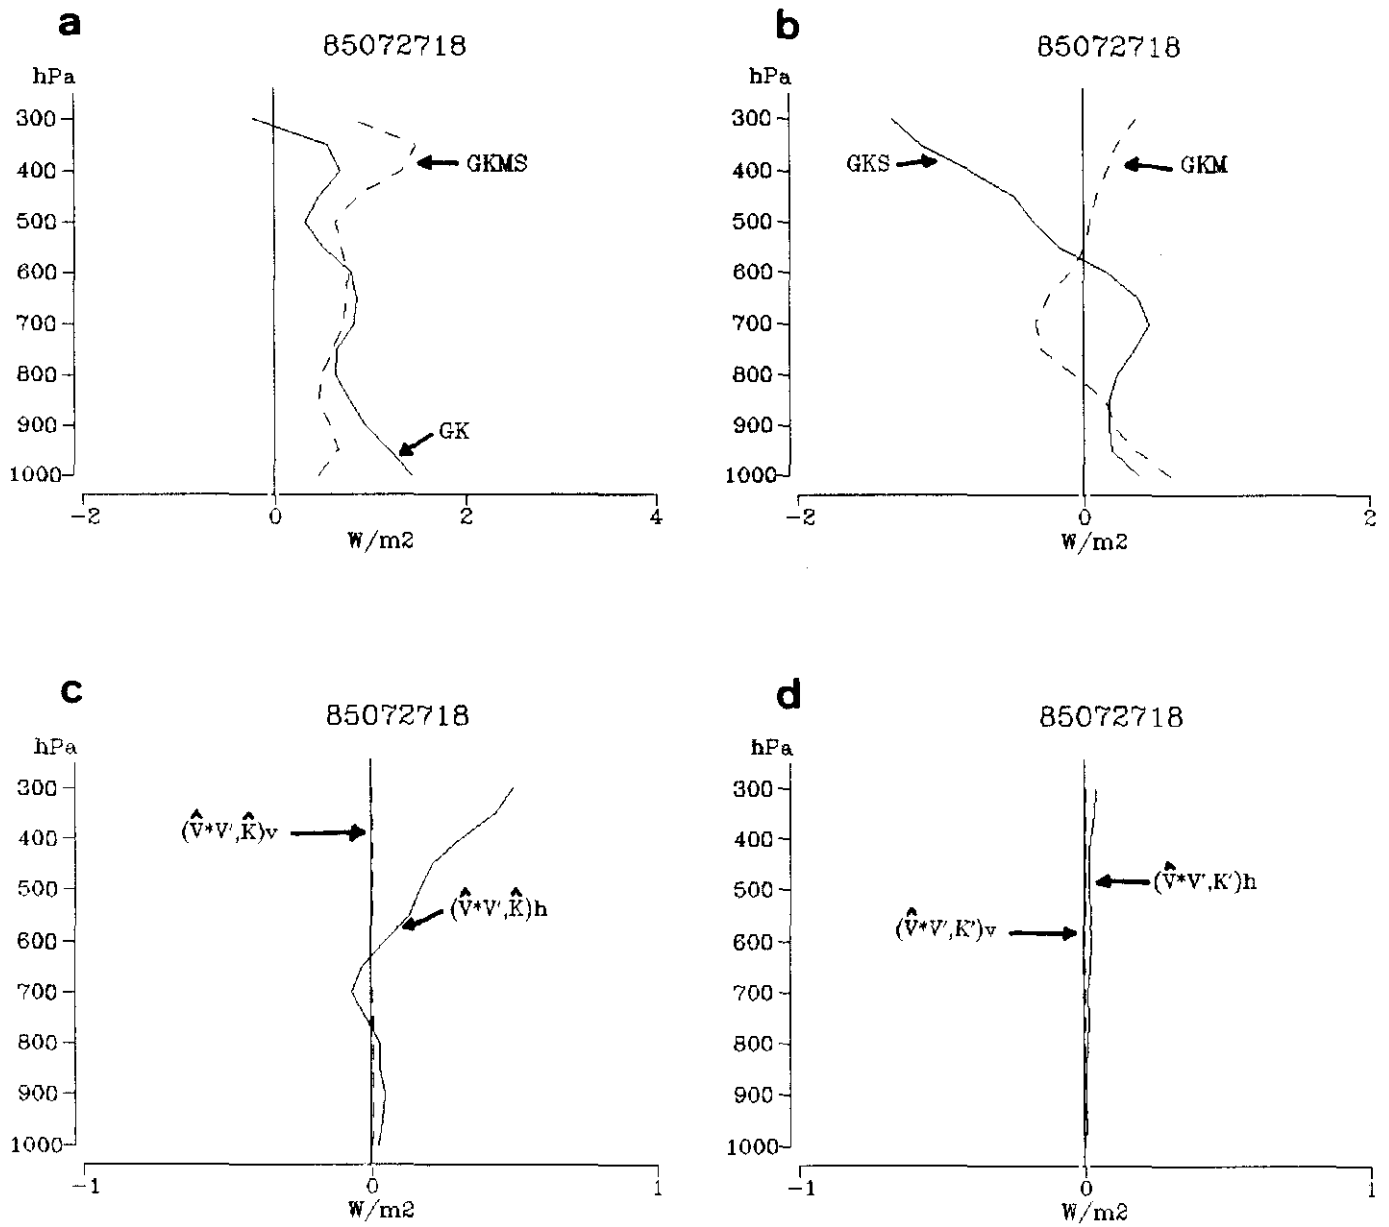 a
85072718
hPa
300
400
500
600
700
800
900
1000
GKMS
GK
-2 0 2 4
W/m2
b
85072718
hPa
300
400
500
600
700
800
900
1000
GKS
GKM
-2 0 2
W/m2
c
85072718
hPa
300
400
500
600
700
800
900
1000
(V̂*V′,K̂)v
(V̂*V′,K̂)h
-1 0 1
W/m2
d
85072718
hPa
300
400
500
600
700
800
900
1000
(V̂*V′,K′)h
(V̂*V′,K′)v
-1 0 1
W/m2